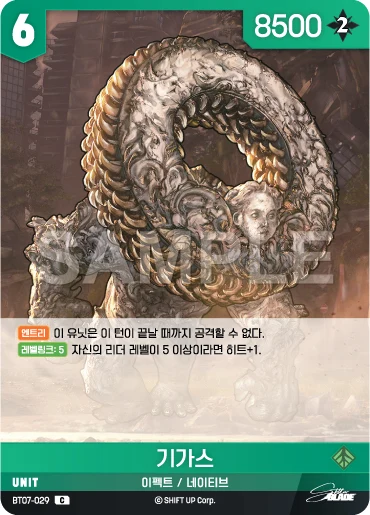 6
8500 2
SAMPLE
엔트리 이 유닛은 이 턴이 끝날 때까지 공격할 수 없다.
레벨링크: 5 자신의 리더 레벨이 5 이상이라면 히트+1.
기가스
UNIT
이펙트 / 네이티브
BT07-029 C
© SHIFT UP Corp.
Stellar BLADE